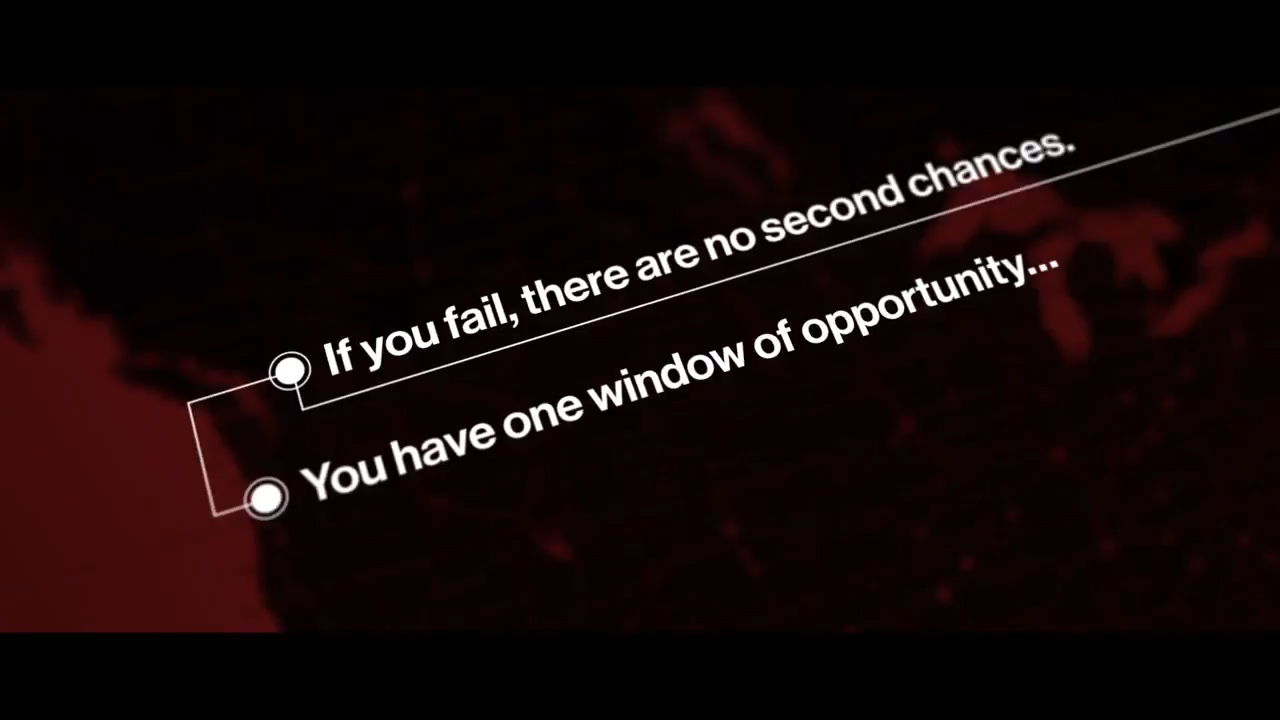 If you fail, there are no second chances.
You have one window of opportunity...